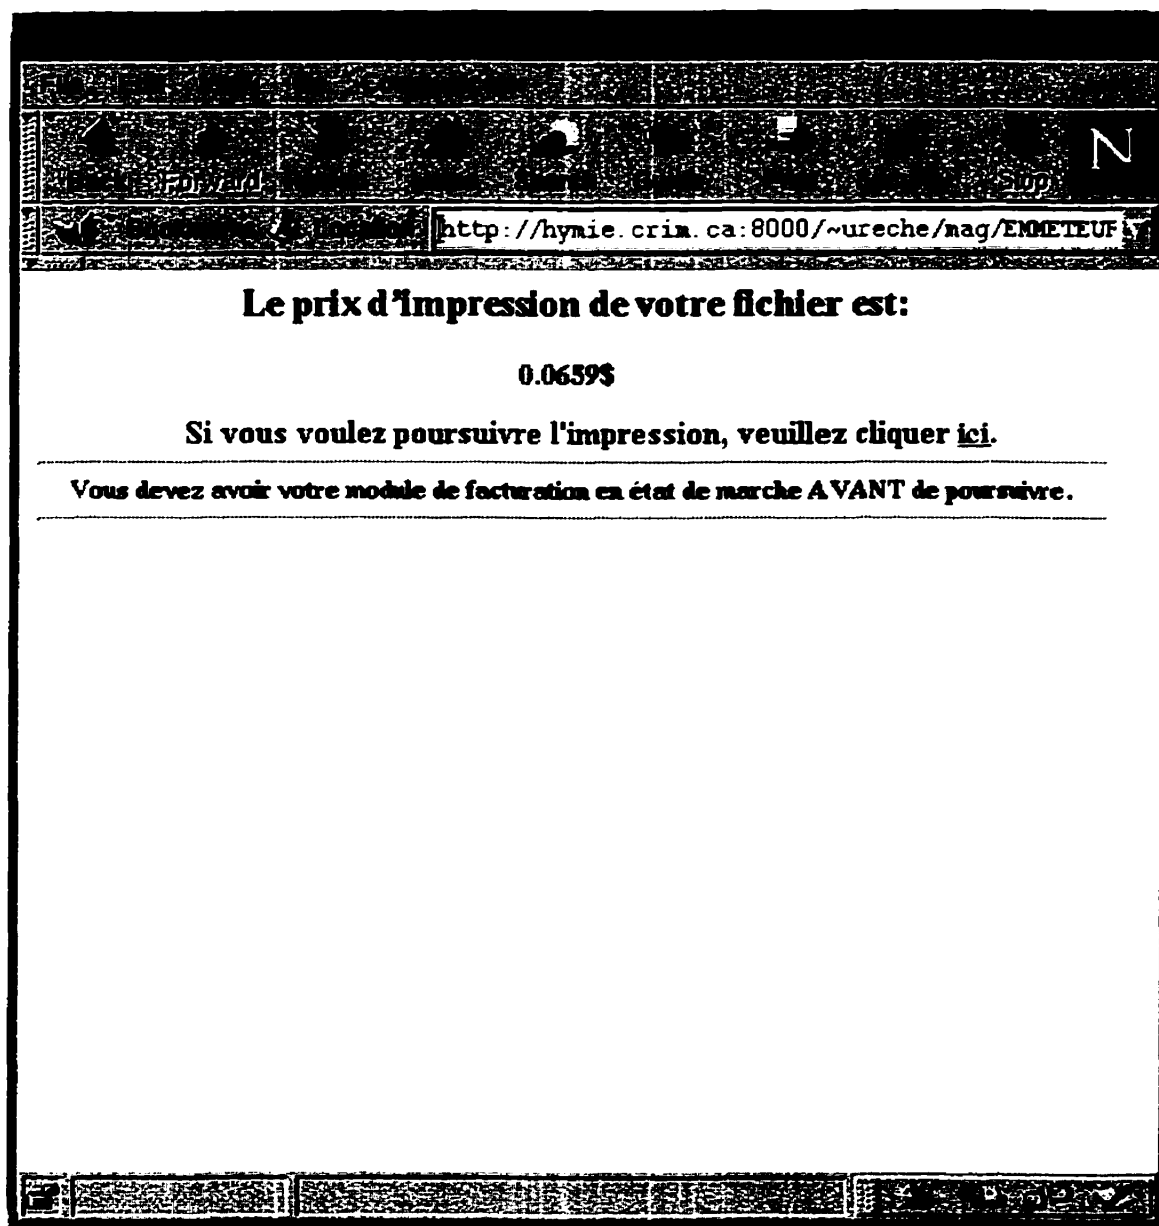 Forward
Stop
N
http://hymie.crim.ca:8000/~ureche/mag/EMMETEUF
Le prix d'impression de votre fichier est:
0.0659$
Si vous voulez poursuivre l'impression, veuillez cliquer ici.
Vous devez avoir votre module de facturation en état de marche AVANT de poursuivre.